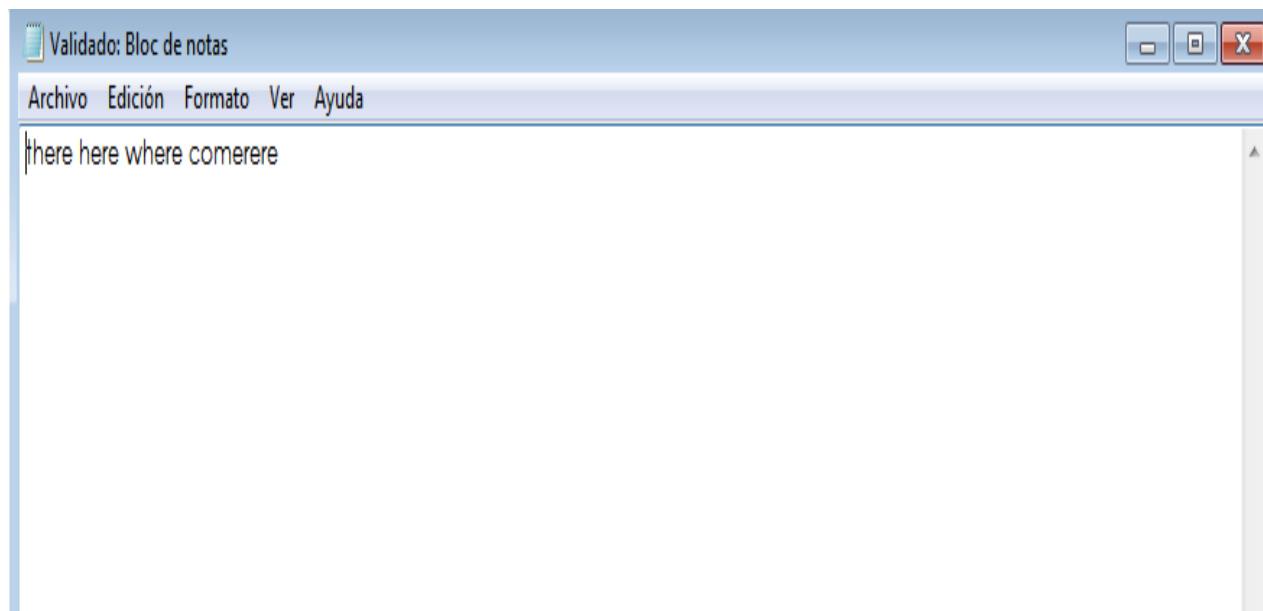 Validado: Bloc de notas
Archivo Edición Formato Ver Ayuda
there here where comerere